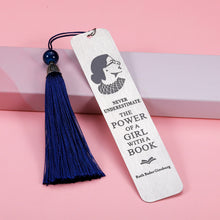 NEVER
UNDERESTIMATE
THE
POWER
OF A
GIRL
WITH A
BOOK
Ruth Bader Ginsburg